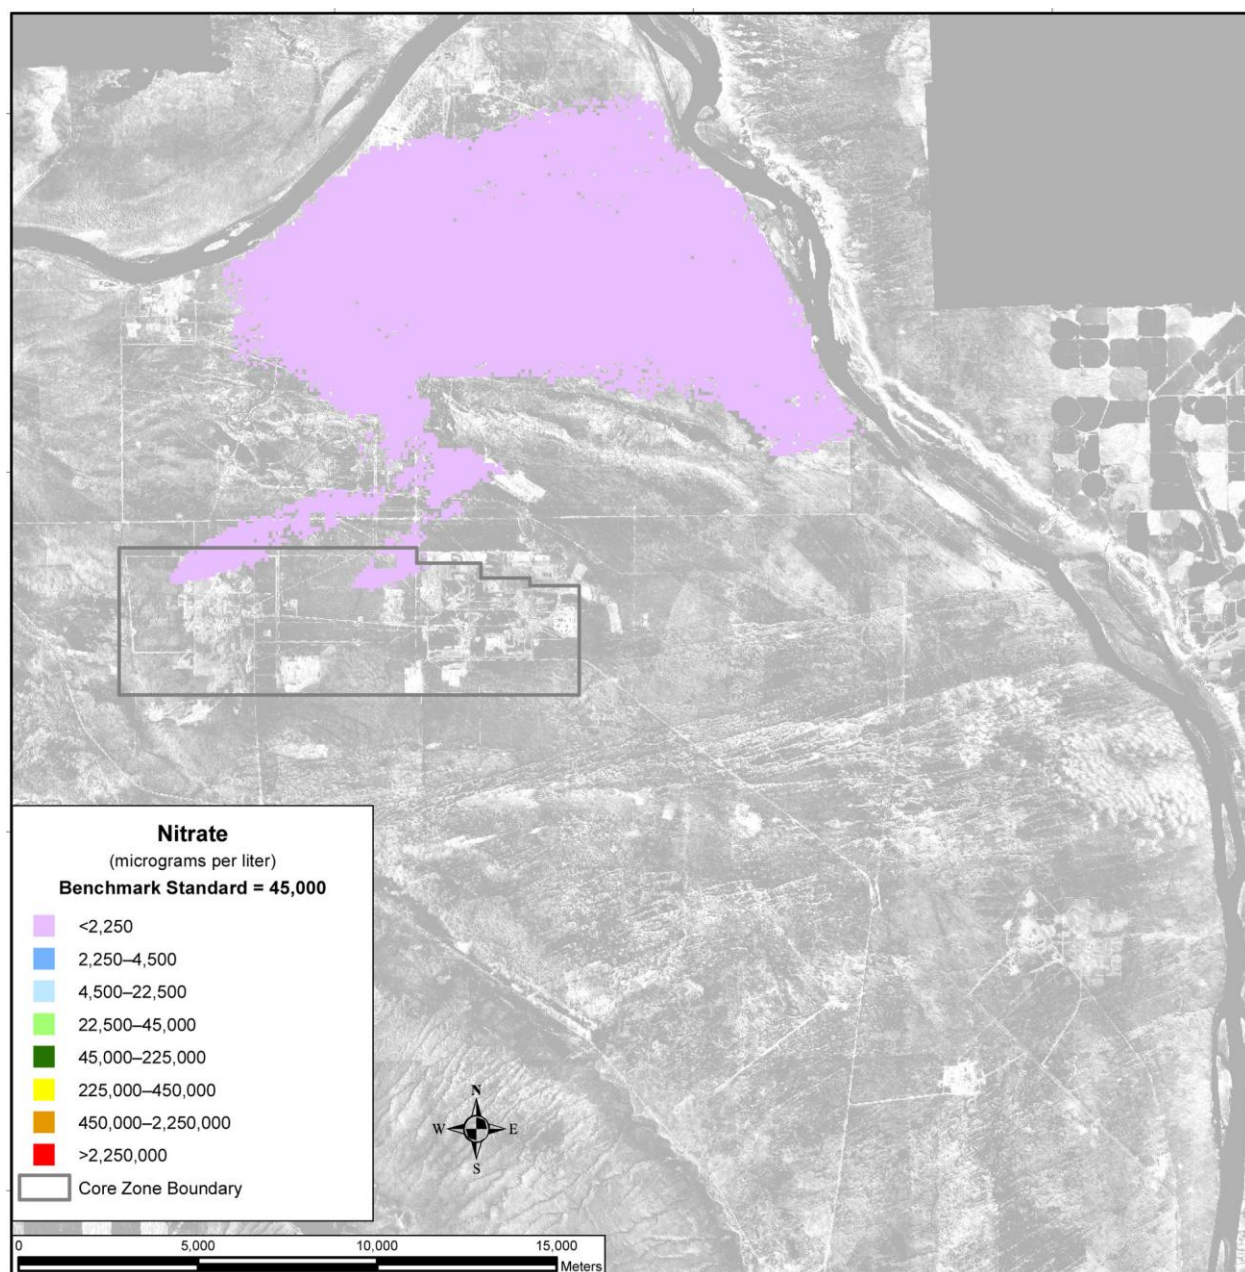 Nitrate
(micrograms per liter)
Benchmark Standard = 45,000
<2,250
2,250–4,500
4,500–22,500
22,500–45,000
45,000–225,000
225,000–450,000
450,000–2,250,000
>2,250,000
Core Zone Boundary
N
W E
S
0 5,000 10,000 15,000
Meters